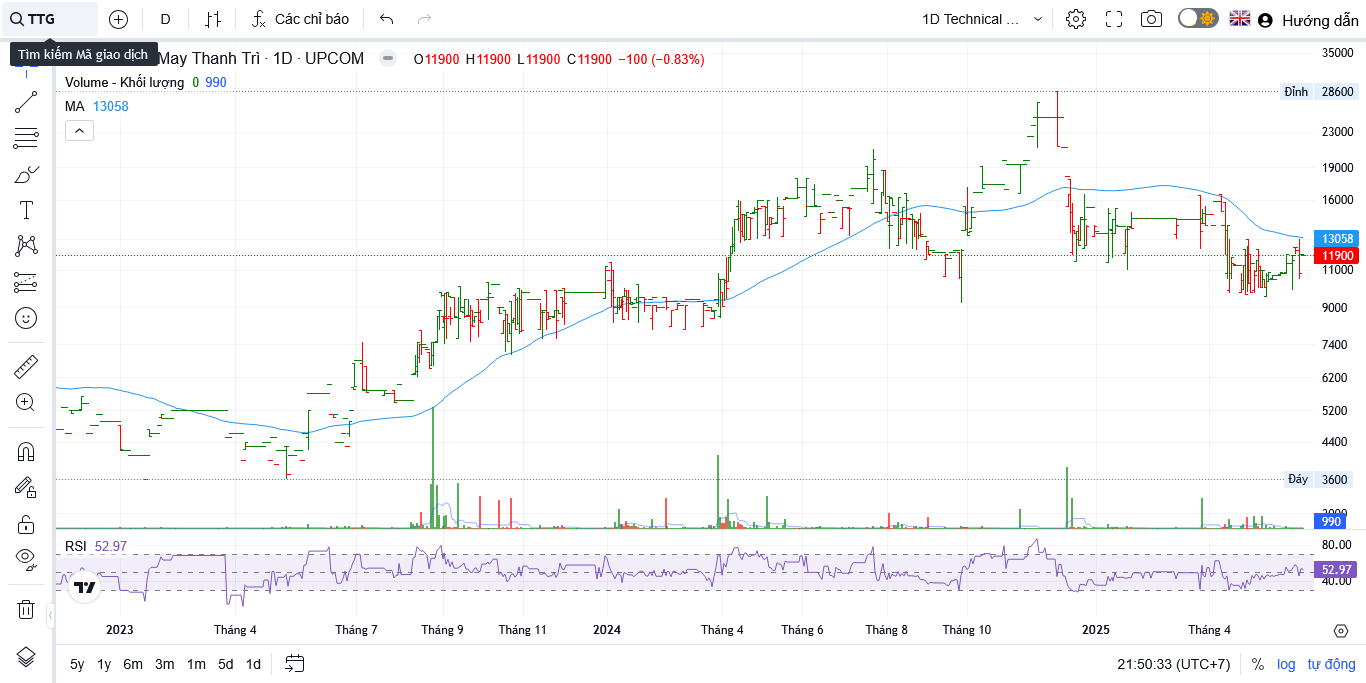 TTG
D
Các chỉ báo
1D Technical ...
Hướng dẫn
Tìm kiếm Mã giao dịch
May Thanh Trì · 1D · UPCOM
O11900 H11900 L11900 C11900 −100 (−0.83%)
Volume - Khối lượng 0 990
MA 13058
35000
Đỉnh 28600
23000
19000
16000
13058
11900
11000
9000
7400
6200
5200
4400
Đáy 3600
990
RSI 52.97
80.00
52.97
40.00
2023
Tháng 4
Tháng 7
Tháng 9
Tháng 11
2024
Tháng 4
Tháng 6
Tháng 8
Tháng 10
2025
Tháng 4
5y 1y 6m 3m 1m 5d 1d
21:50:33 (UTC+7)
% log tự động